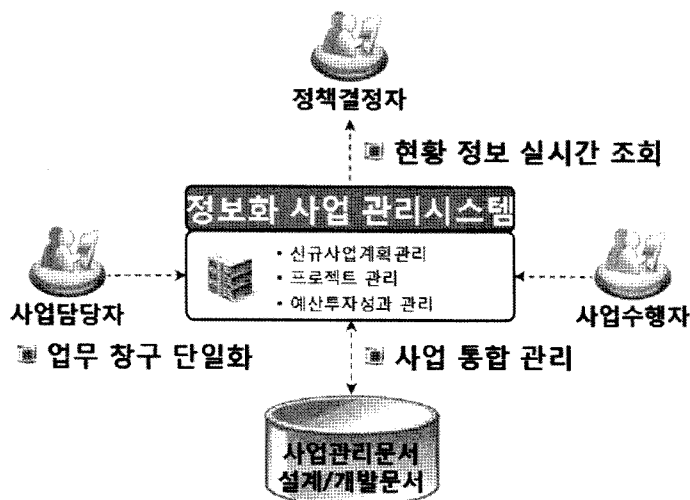 정책결정자
현황 정보 실시간 조회
정보화 사업 관리시스템
• 신규사업계획관리
• 프로젝트 관리
• 예산투자성과 관리
사업담당자
사업수행자
업무 창구 단일화
사업 통합 관리
사업관리문서
설계/개발문서